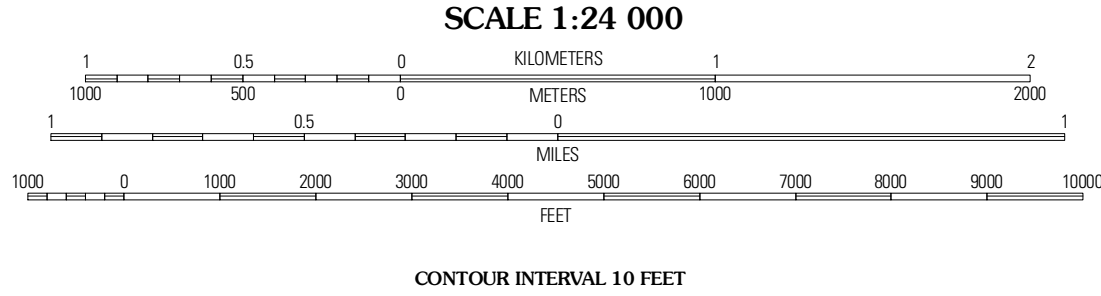 SCALE 1:24 000
1 0.5 0 KILOMETERS 1 2
1000 500 0 METERS 1000 2000
1 0.5 0 1
MILES
1000 0 1000 2000 3000 4000 5000 6000 7000 8000 9000 10000
FEET
CONTOUR INTERVAL 10 FEET